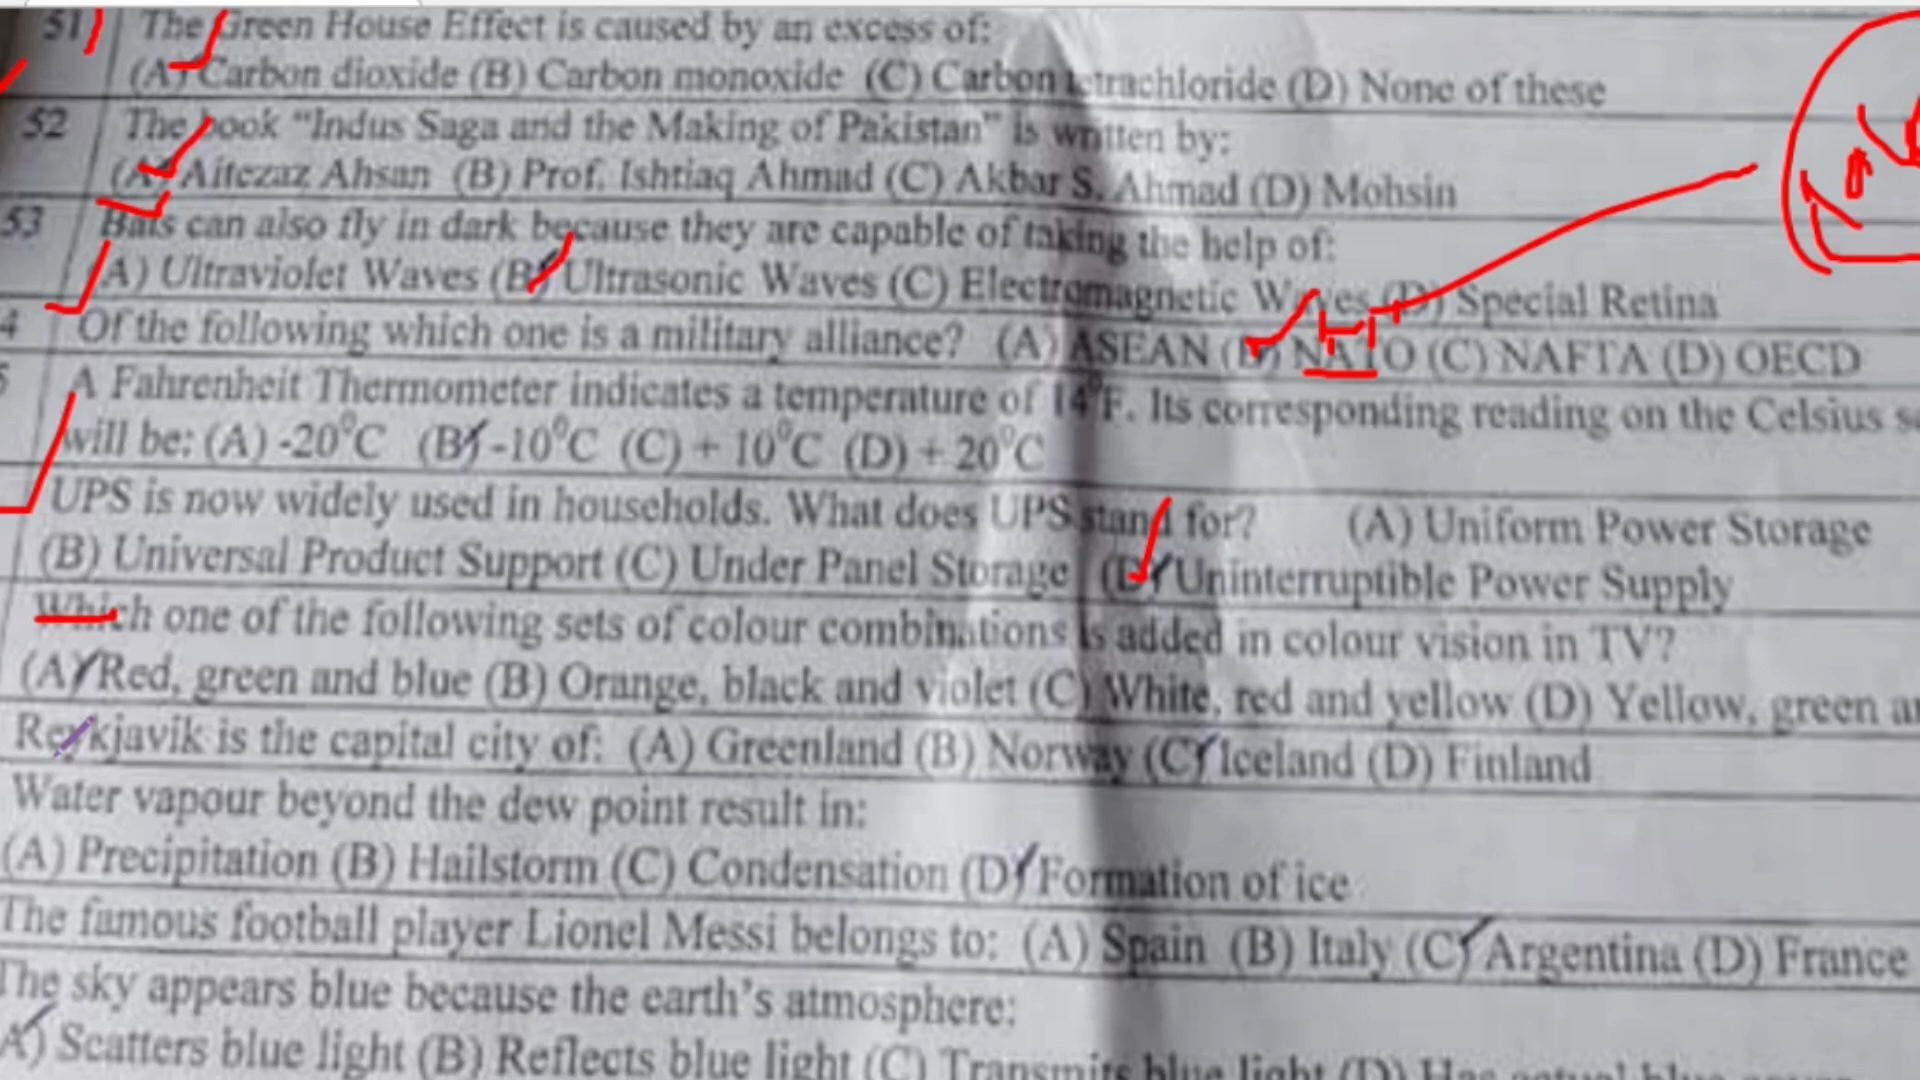 51 The Green House Effect is caused by an excess of:
(A) Carbon dioxide (B) Carbon monoxide (C) Carbon tetrachloride (D) None of these
52 The book “Indus Saga and the Making of Pakistan” is written by:
(A) Aitezaz Ahsan (B) Prof. Ishtiaq Ahmad (C) Akbar S. Ahmad (D) Mohsin
53 Bats can also fly in dark because they are capable of taking the help of:
A) Ultraviolet Waves (B) Ultrasonic Waves (C) Electromagnetic Waves (D) Special Retina
4 Of the following which one is a military alliance? (A) ASEAN (B) NATO (C) NAFTA (D) OECD
A Fahrenheit Thermometer indicates a temperature of 14°F. Its corresponding reading on the Celsius
will be: (A) -20°C (B) -10°C (C) + 10°C (D) + 20°C
UPS is now widely used in households. What does UPS stand for? (A) Uniform Power Storage
(B) Universal Product Support (C) Under Panel Storage (D) Uninterruptible Power Supply
Which one of the following sets of colour combinations is added in colour vision in TV?
(A) Red, green and blue (B) Orange, black and violet (C) White, red and yellow (D) Yellow, green
Reykjavik is the capital city of: (A) Greenland (B) Norway (C) Iceland (D) Finland
Water vapour beyond the dew point result in:
(A) Precipitation (B) Hailstorm (C) Condensation (D) Formation of ice
The famous football player Lionel Messi belongs to: (A) Spain (B) Italy (C) Argentina (D) France
The sky appears blue because the earth’s atmosphere:
A) Scatters blue light (B) Reflects blue light (C) Transmits blue light (D) Has